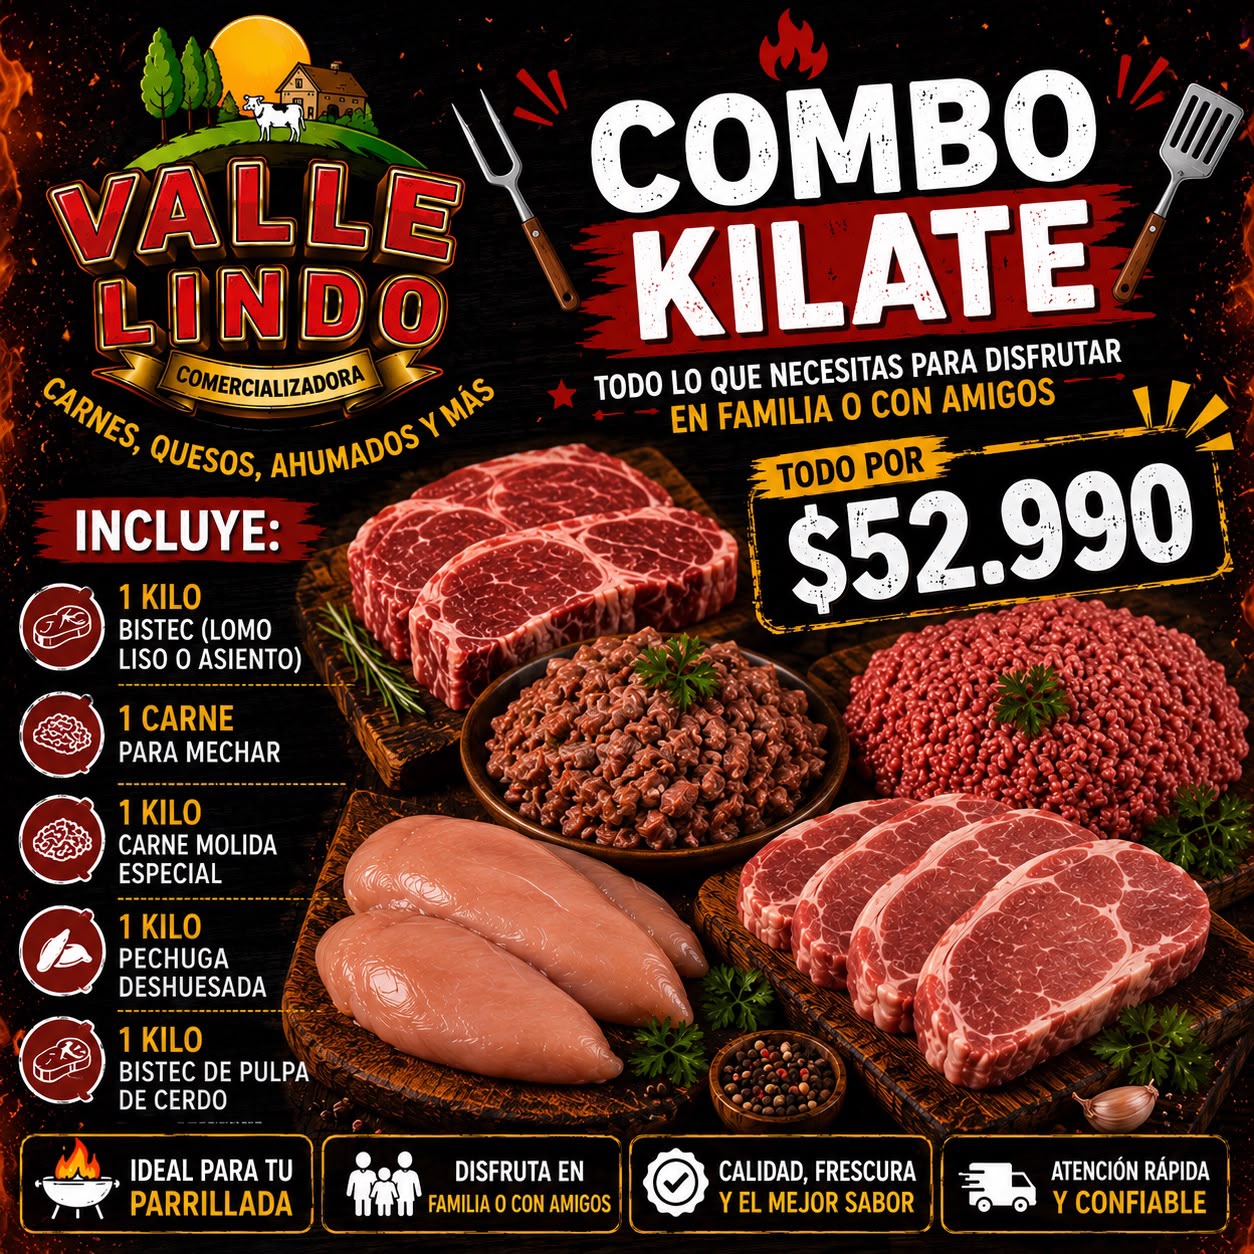 VALLE
LINDO
COMERCIALIZADORA
CARNES, QUESOS, AHUMADOS Y MÁS
COMBO
KILATE
TODO LO QUE NECESITAS PARA DISFRUTAR
EN FAMILIA O CON AMIGOS
TODO POR
$52.990
INCLUYE:
1 KILO
BISTEC (LOMO
LISO O ASIENTO)
1 CARNE
PARA MECHAR
1 KILO
CARNE MOLIDA
ESPECIAL
1 KILO
PECHUGA
DESHUESADA
1 KILO
BISTEC DE PULPA
DE CERDO
IDEAL PARA TU
PARRILLADA
DISFRUTA EN
FAMILIA O CON AMIGOS
CALIDAD, FRESCURA
Y EL MEJOR SABOR
ATENCIÓN RÁPIDA
Y CONFIABLE